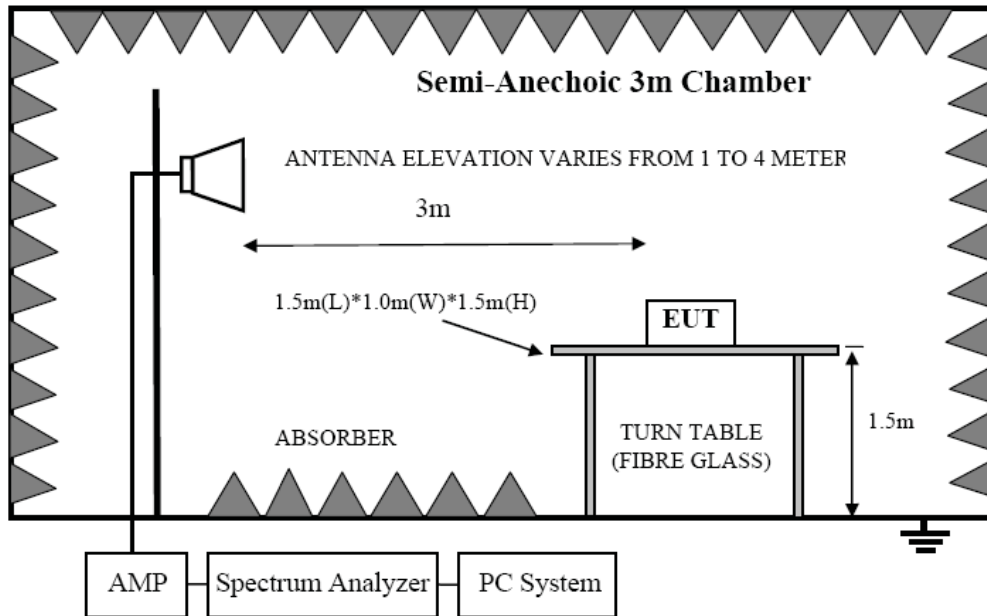 Semi-Anechoic 3m Chamber
ANTENNA ELEVATION VARIES FROM 1 TO 4 METER
3m
1.5m(L)*1.0m(W)*1.5m(H)
EUT
1.5m
ABSORBER
TURN TABLE
(FIBRE GLASS)
AMP
Spectrum Analyzer
PC System